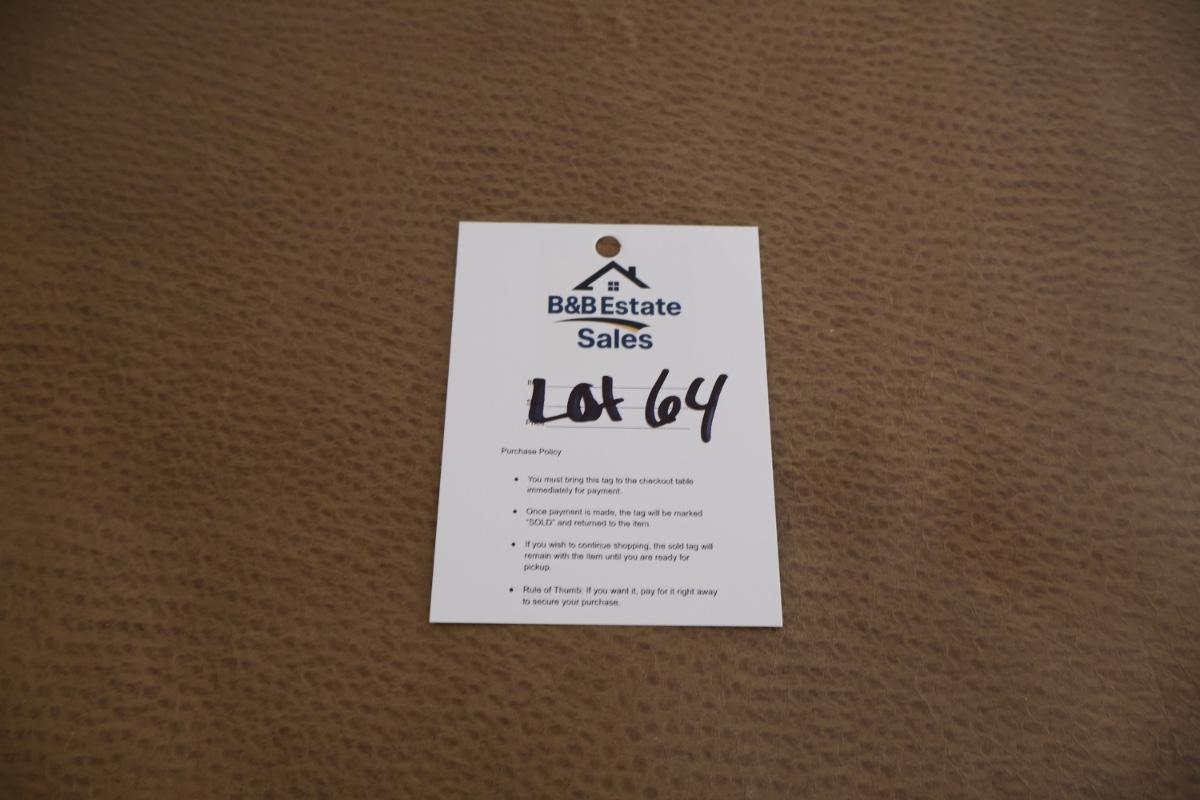 B&B Estate
Sales
Lot 64
Purchase Policy
• You must bring this tag to the checkout table
immediately for payment.
• Once payment is made, the tag will be marked
"SOLD" and returned to the item.
• If you wish to continue shopping, the sold tag will
remain with the item until you are ready for
pickup.
• Rule of Thumb: If you want it, pay for it right away
to secure your purchase.